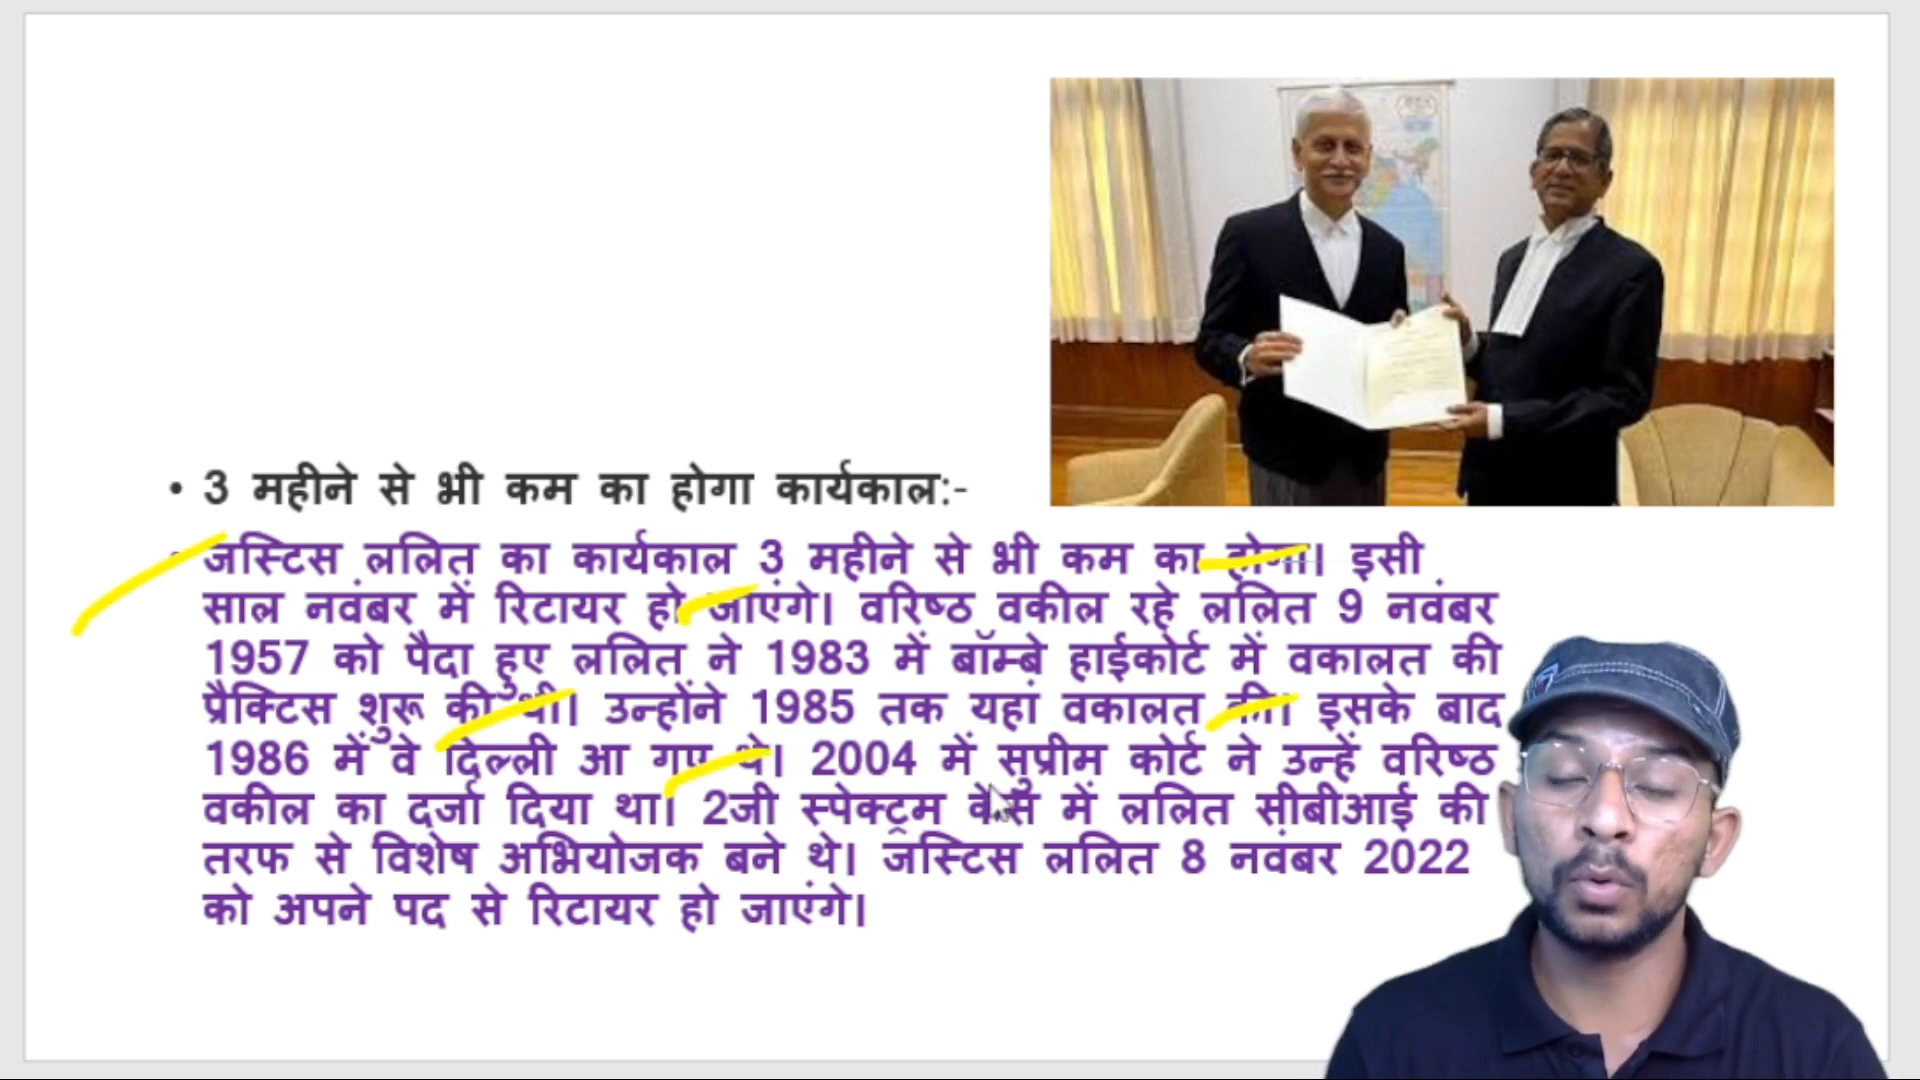 • 3 महीने से भी कम का होगा कार्यकाल:-
• जस्टिस ललित का कार्यकाल 3 महीने से भी कम का होगा। इसी
साल नवंबर में रिटायर हो जाएंगे। वरिष्ठ वकील रहे ललित 9 नवंबर
1957 को पैदा हुए ललित ने 1983 में बॉम्बे हाईकोर्ट में वकालत की
प्रैक्टिस शुरू की थी। उन्होंने 1985 तक यहां वकालत की। इसके बाद
1986 में वे दिल्ली आ गए थे। 2004 में सुप्रीम कोर्ट ने उन्हें वरिष्ठ
वकील का दर्जा दिया था। 2जी स्पेक्ट्रम केस में ललित सीबीआई की
तरफ से विशेष अभियोजक बने थे। जस्टिस ललित 8 नवंबर 2022
को अपने पद से रिटायर हो जाएंगे।